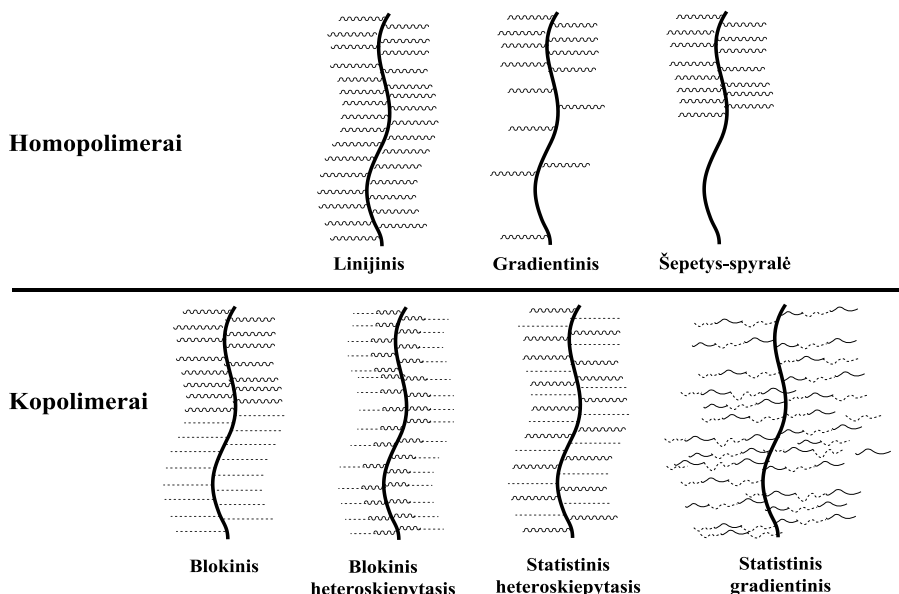 Homopolimerai
Linijinis
Gradientinis
Šepetys-spyralė
Kopolimerai
Blokinis
Blokinis
heteroskiepytasis
Statistinis
heteroskiepytasis
Statistinis
gradientinis